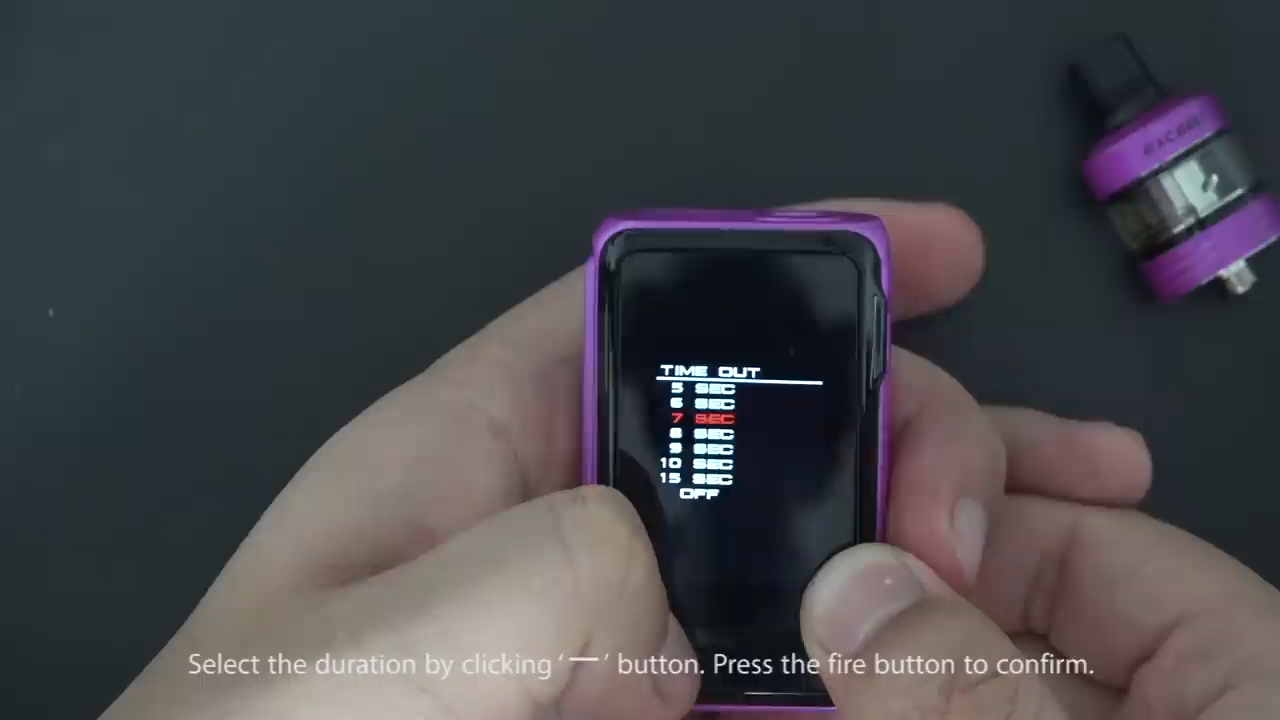 EXCEED
TIME OUT
5 SEC
6 SEC
7 SEC
8 SEC
9 SEC
10 SEC
15 SEC
OFF
Select the duration by clicking '一' button. Press the fire button to confirm.